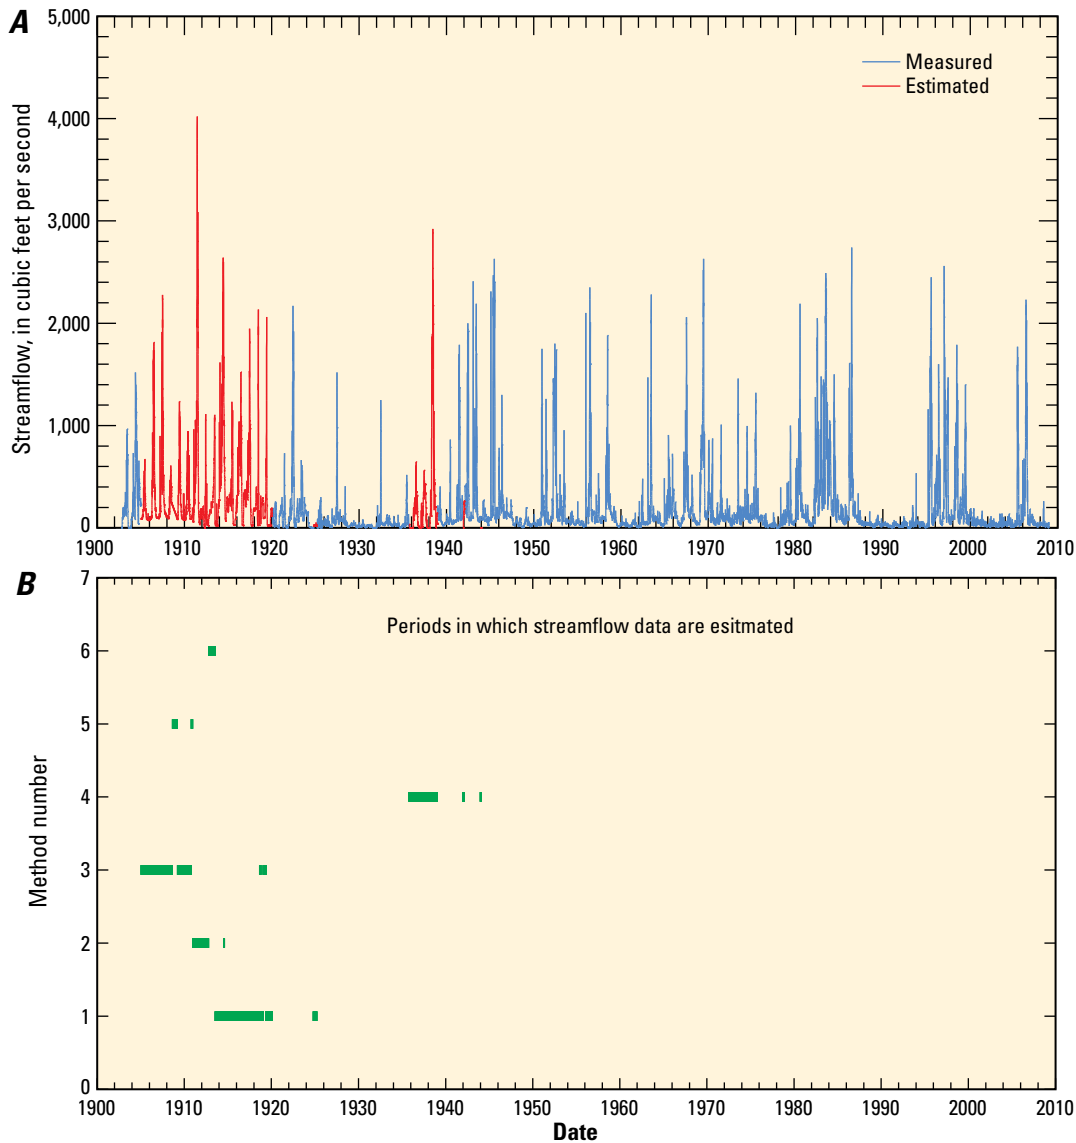 A
5,000
4,000
3,000
2,000
1,000
0
Streamflow, in cubic feet per second
Measured
Estimated
1900 1910 1920 1930 1940 1950 1960 1970 1980 1990 2000 2010
B
7
6
5
4
3
2
1
0
Method number
Periods in which streamflow data are esitmated
1900 1910 1920 1930 1940 1950 1960 1970 1980 1990 2000 2010
Date